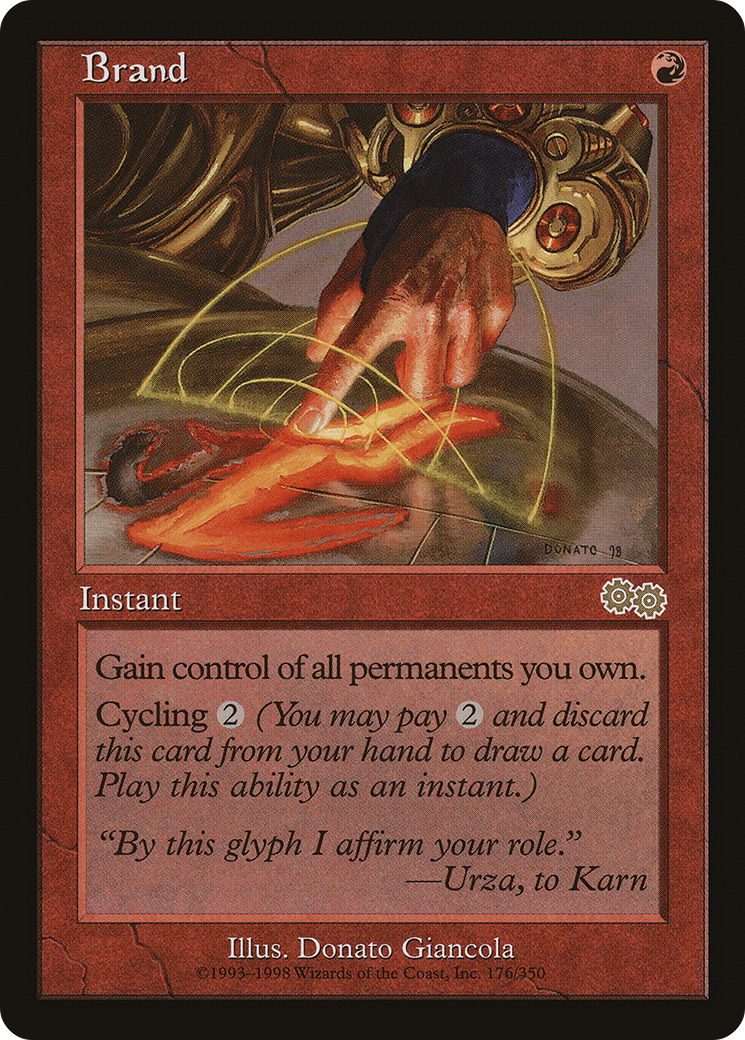 Brand
DONATO 98
Instant
Gain control of all permanents you own.
Cycling 2 (You may pay 2 and discard
this card from your hand to draw a card.
Play this ability as an instant.)
“By this glyph I affirm your role.”
—Urza, to Karn
Illus. Donato Giancola
©1993–1998 Wizards of the Coast, Inc. 176/350